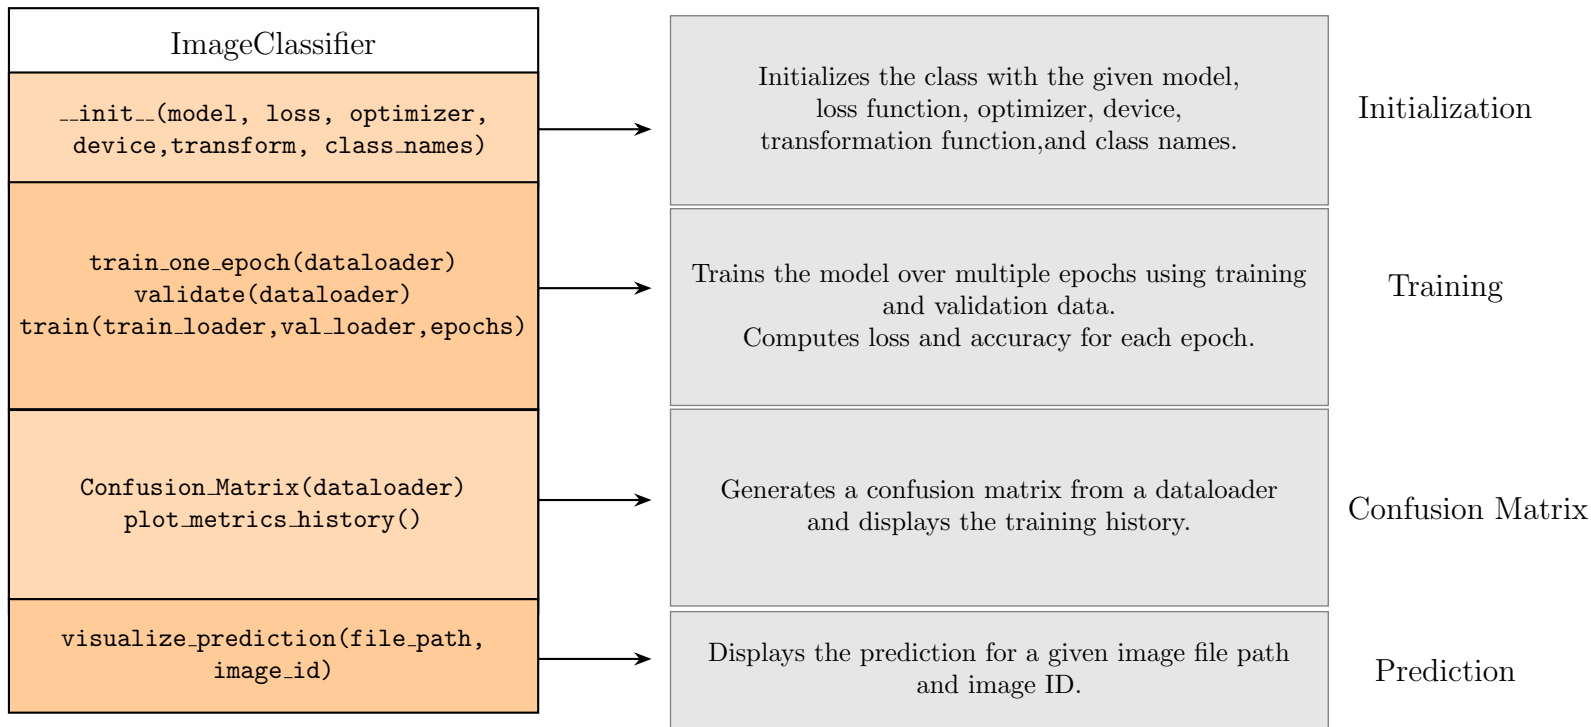 ImageClassifier
__init__(model, loss, optimizer,
device,transform, class_names)
Initializes the class with the given model,
loss function, optimizer, device,
transformation function,and class names.
Initialization
train_one_epoch(dataloader)
validate(dataloader)
train(train_loader,val_loader,epochs)
Trains the model over multiple epochs using training
and validation data.
Computes loss and accuracy for each epoch.
Training
Confusion_Matrix(dataloader)
plot_metrics_history()
Generates a confusion matrix from a dataloader
and displays the training history.
Confusion Matrix
visualize_prediction(file_path,
image_id)
Displays the prediction for a given image file path
and image ID.
Prediction